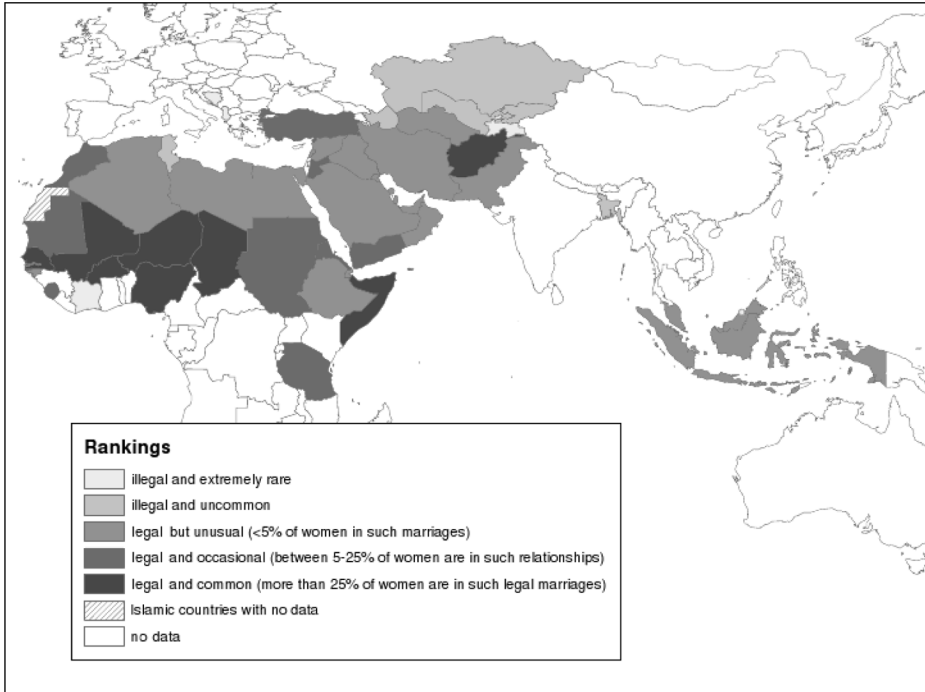 Rankings
illegal and extremely rare
illegal and uncommon
legal but unusual (<5% of women in such marriages)
legal and occasional (between 5-25% of women are in such relationships)
legal and common (more than 25% of women are in such legal marriages)
Islamic countries with no data
no data